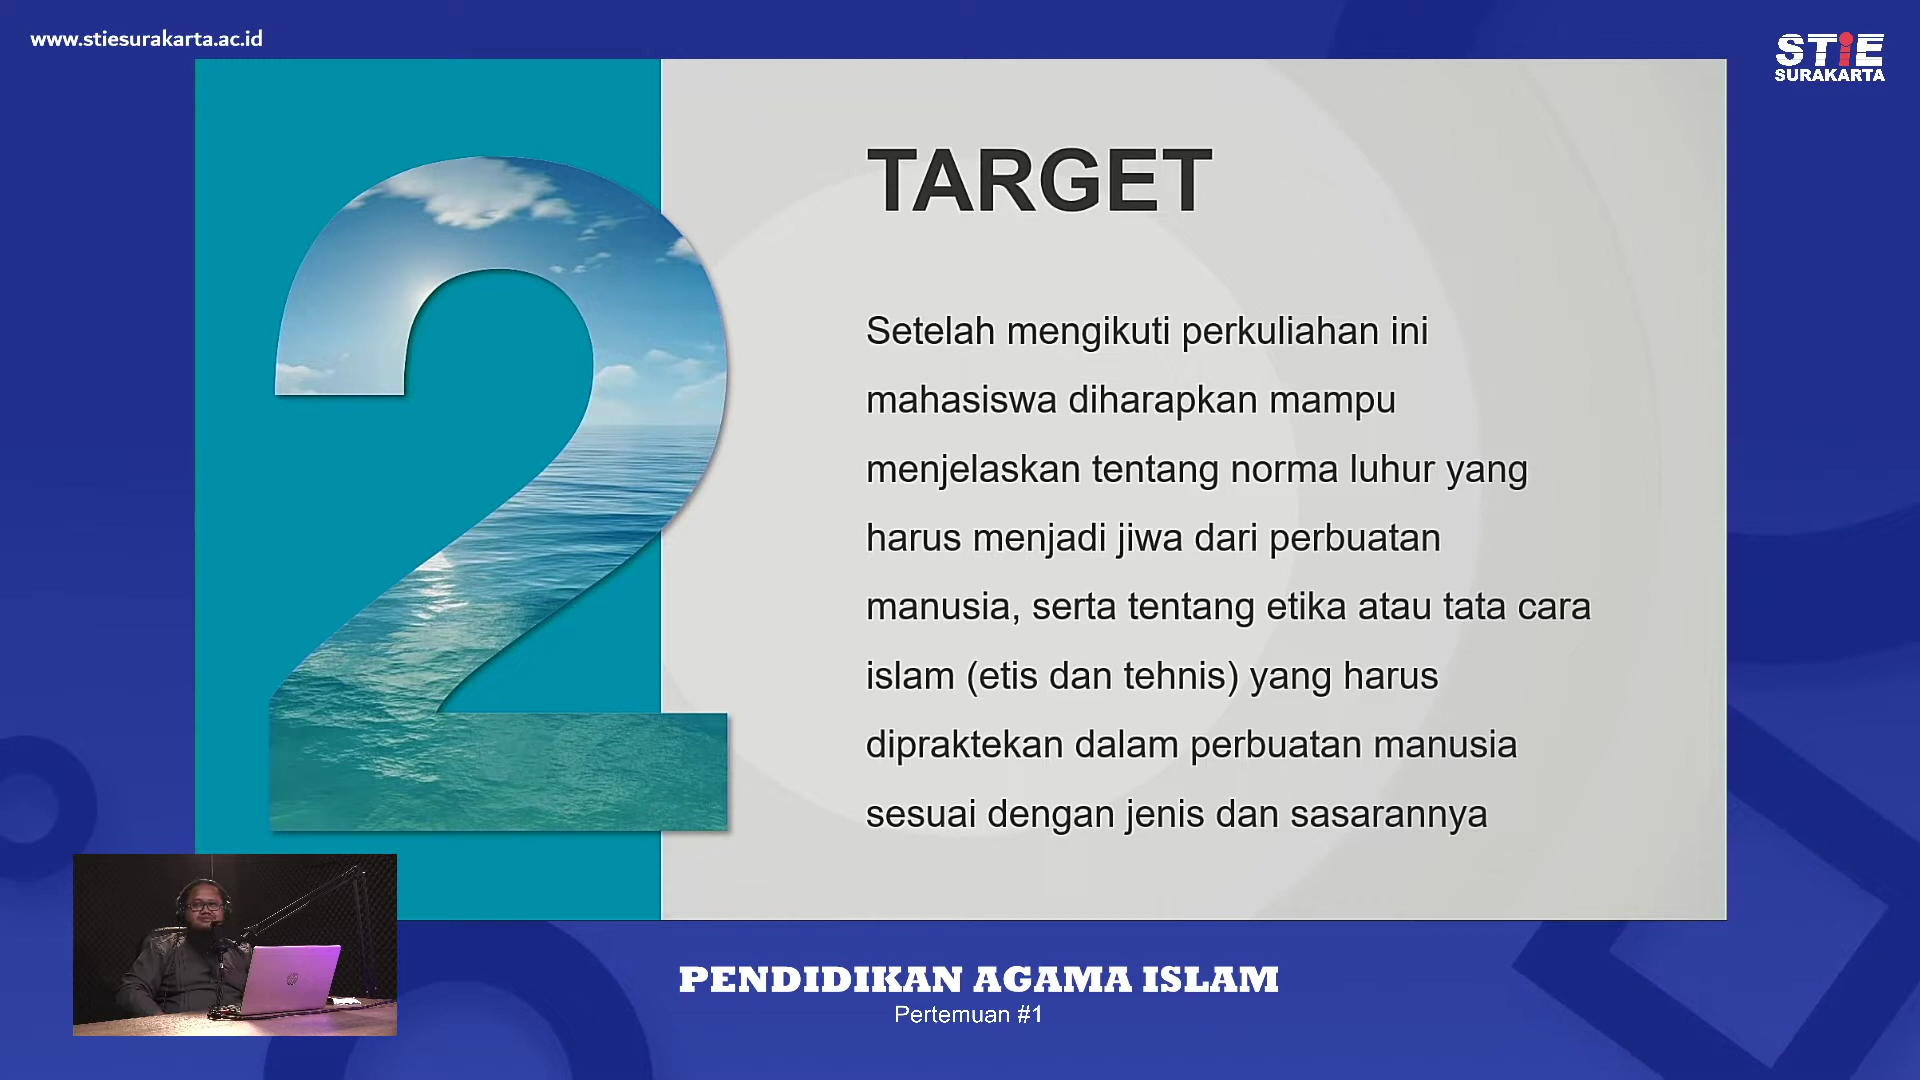 www.stiesurakarta.ac.id
STiE
SURAKARTA
2
TARGET
Setelah mengikuti perkuliahan ini
mahasiswa diharapkan mampu
menjelaskan tentang norma luhur yang
harus menjadi jiwa dari perbuatan
manusia, serta tentang etika atau tata cara
islam (etis dan tehnis) yang harus
dipraktekan dalam perbuatan manusia
sesuai dengan jenis dan sasarannya
PENDIDIKAN AGAMA ISLAM
Pertemuan #1